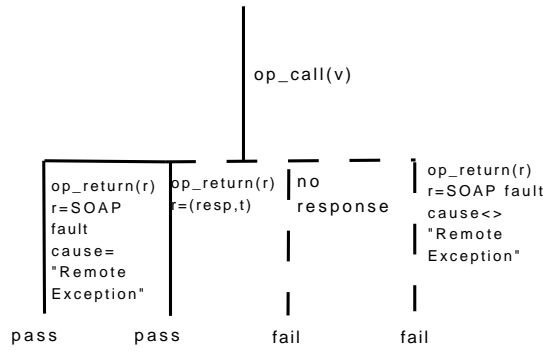 op_call(v)
op_return(r)
r=SOAP
fault
cause=
"Remote
Exception"
op_return(r)
r=(resp,t)
no
response
op_return(r)
r=SOAP fault
cause<>
"Remote
Exception"
pass
pass
fail
fail